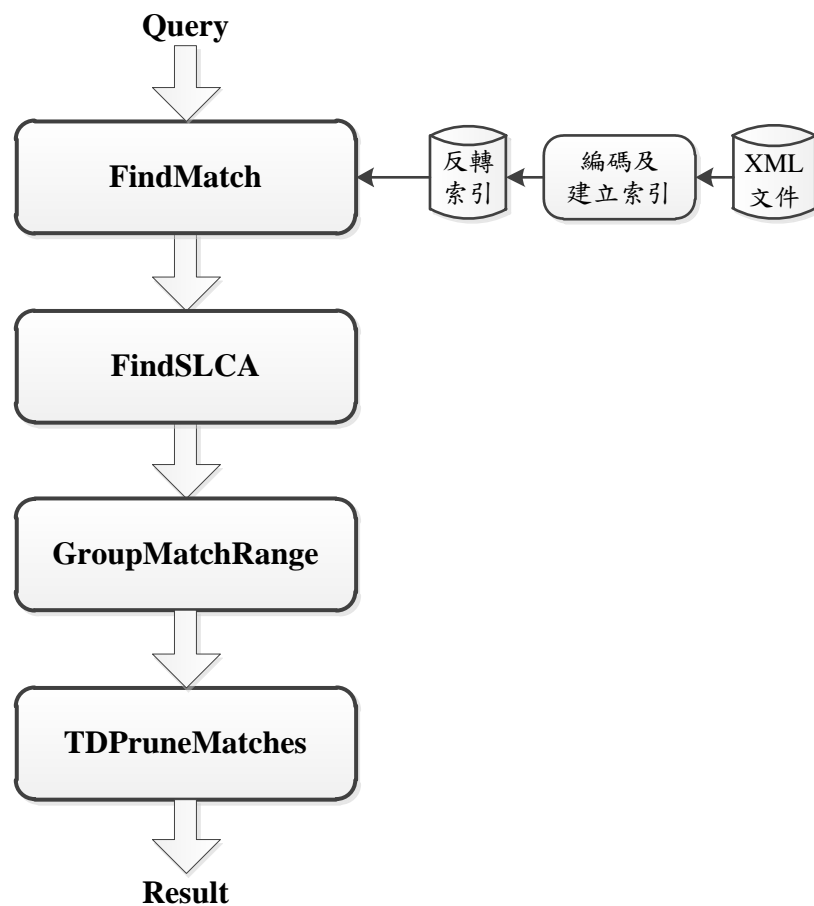 Query
FindMatch
反轉
索引
編碼及
建立索引
XML
文件
FindSLCA
GroupMatchRange
TDPruneMatches
Result